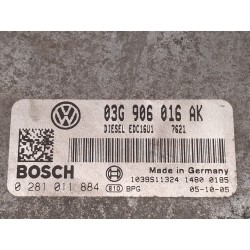 03G 906 016 AK
DIESEL EDC16U1 7621
BOSCH
Made in Germany
1039S11324 1480 0185
0 281 011 884 E10 BPG 05-10-05